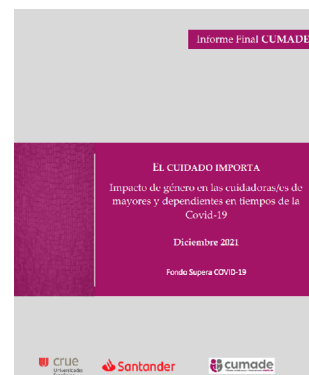 Informe Final CUMADE
EL CUIDADO IMPORTA
Impacto de género en las cuidadoras/es de
mayores y dependientes en tiempos de la
Covid-19
Diciembre 2021
Fondo Supera COVID-19
crue
Universidades
Santander
cumade